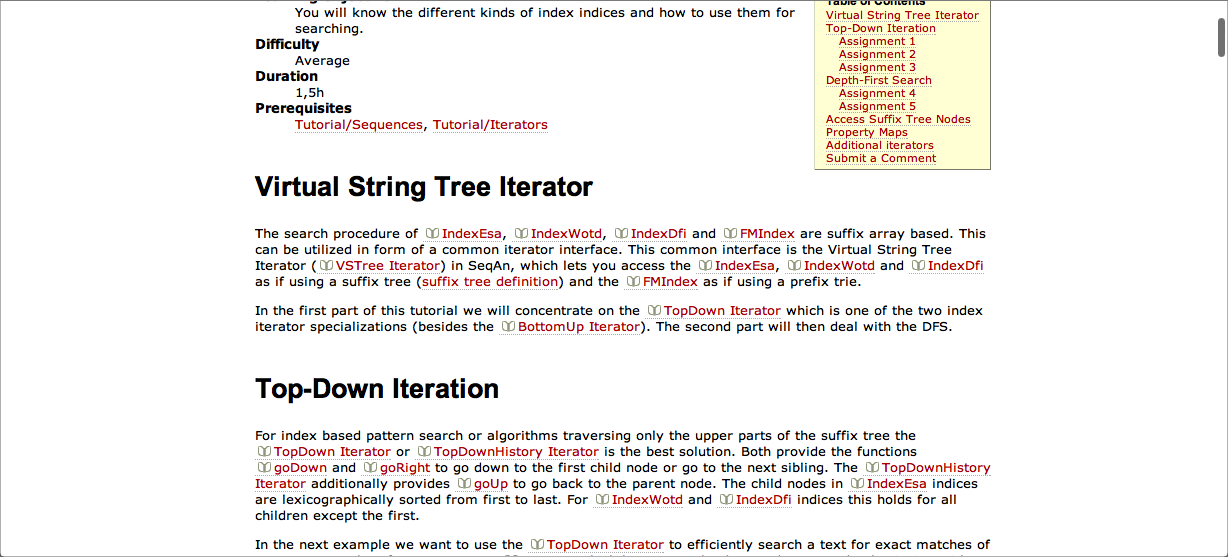 You will know the different kinds of index indices and how to use them for
searching.
Difficulty
Average
Duration
1,5h
Prerequisites
Tutorial/Sequences, Tutorial/Iterators
Table of Contents
Virtual String Tree Iterator
Top-Down Iteration
Assignment 1
Assignment 2
Assignment 3
Depth-First Search
Assignment 4
Assignment 5
Access Suffix Tree Nodes
Property Maps
Additional iterators
Submit a Comment
Virtual String Tree Iterator
The search procedure of IndexEsa, IndexWotd, IndexDfi and FMIndex are suffix array based. This
can be utilized in form of a common iterator interface. This common interface is the Virtual String Tree
Iterator (VSTree Iterator) in SeqAn, which lets you access the IndexEsa, IndexWotd and IndexDfi
as if using a suffix tree (suffix tree definition) and the FMIndex as if using a prefix trie.
In the first part of this tutorial we will concentrate on the TopDown Iterator which is one of the two index
iterator specializations (besides the BottomUp Iterator). The second part will then deal with the DFS.
Top-Down Iteration
For index based pattern search or algorithms traversing only the upper parts of the suffix tree the
TopDown Iterator or TopDownHistory Iterator is the best solution. Both provide the functions
goDown and goRight to go down to the first child node or go to the next sibling. The TopDownHistory
Iterator additionally provides goUp to go back to the parent node. The child nodes in IndexEsa indices
are lexicographically sorted from first to last. For IndexWotd and IndexDfi indices this holds for all
children except the first.
In the next example we want to use the TopDown Iterator to efficiently search a text for exact matches of